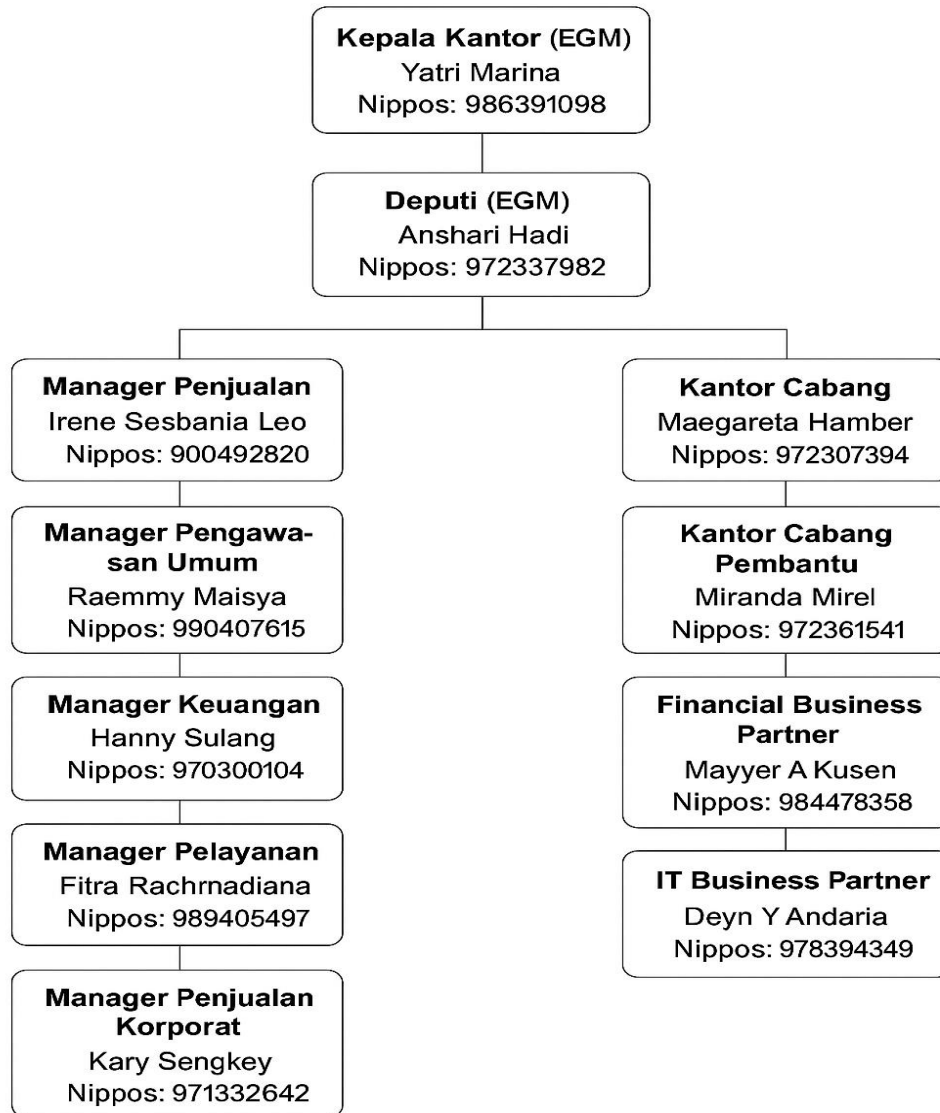 Kepala Kantor (EGM)
Yatri Marina
Nippos: 986391098
Deputi (EGM)
Anshari Hadi
Nippos: 972337982
Manager Penjualan
Irene Sesbania Leo
Nippos: 900492820
Manager Pengawa-
san Umum
Raemmy Maisya
Nippos: 990407615
Manager Keuangan
Hanny Sulang
Nippos: 970300104
Manager Pelayanan
Fitra Rachrnadiana
Nippos: 989405497
Manager Penjualan
Korporat
Kary Sengkey
Nippos: 971332642
Kantor Cabang
Maegareta Hamber
Nippos: 972307394
Kantor Cabang
Pembantu
Miranda Mirel
Nippos: 972361541
Financial Business
Partner
Mayyer A Kusen
Nippos: 984478358
IT Business Partner
Deyn Y Andaria
Nippos: 978394349